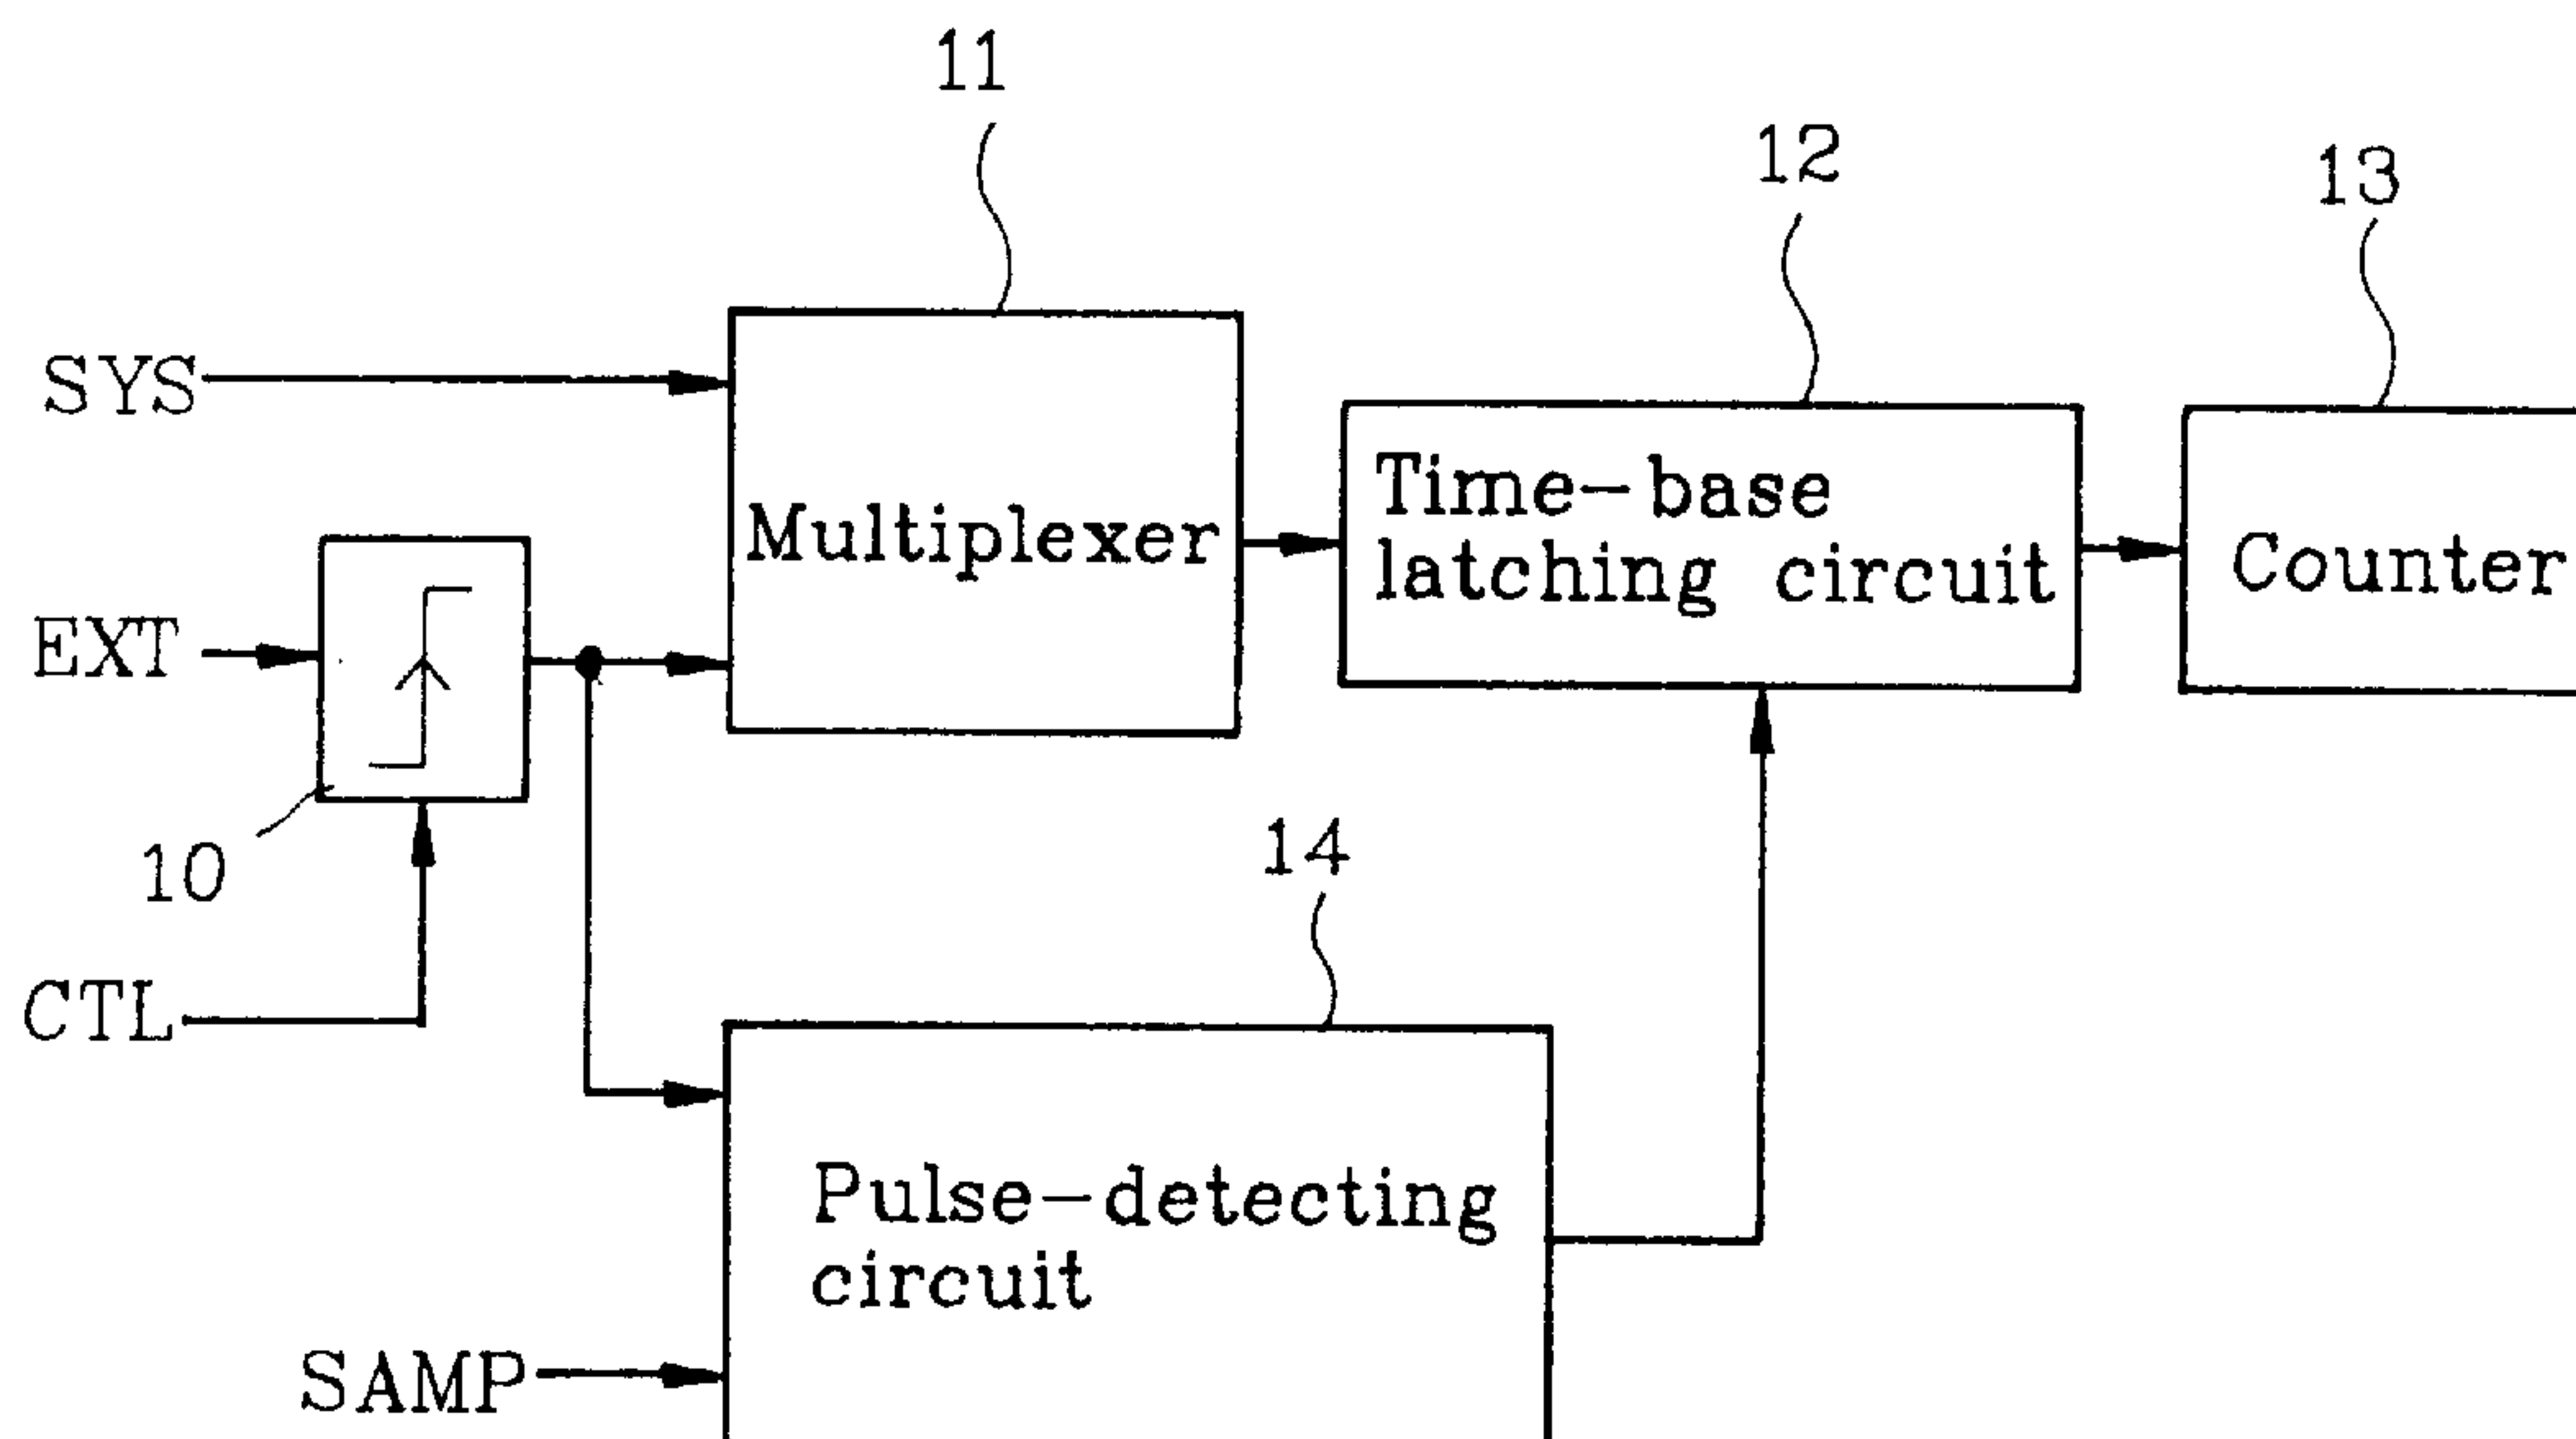 11
12
13
SYS
Multiplexer
Time-base
latching circuit
Counter
EXT
10
14
CTL
Pulse-detecting
circuit
SAMP